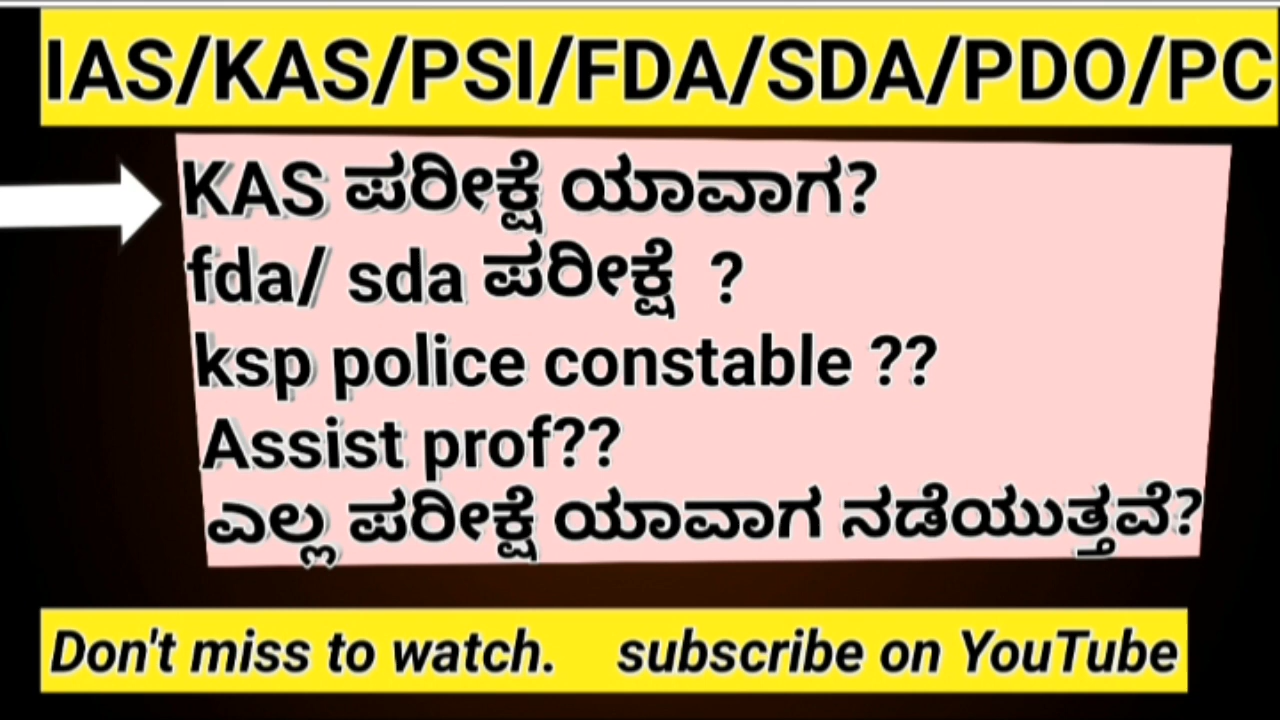 IAS/KAS/PSI/FDA/SDA/PDO/PC
KAS ಪರೀಕ್ಷೆ ಯಾವಾಗ?
fda/ sda ಪರೀಕ್ಷೆ ?
ksp police constable ??
Assist prof??
ಎಲ್ಲ ಪರೀಕ್ಷೆ ಯಾವಾಗ ನಡೆಯುತ್ತವೆ?
Don't miss to watch. subscribe on YouTube